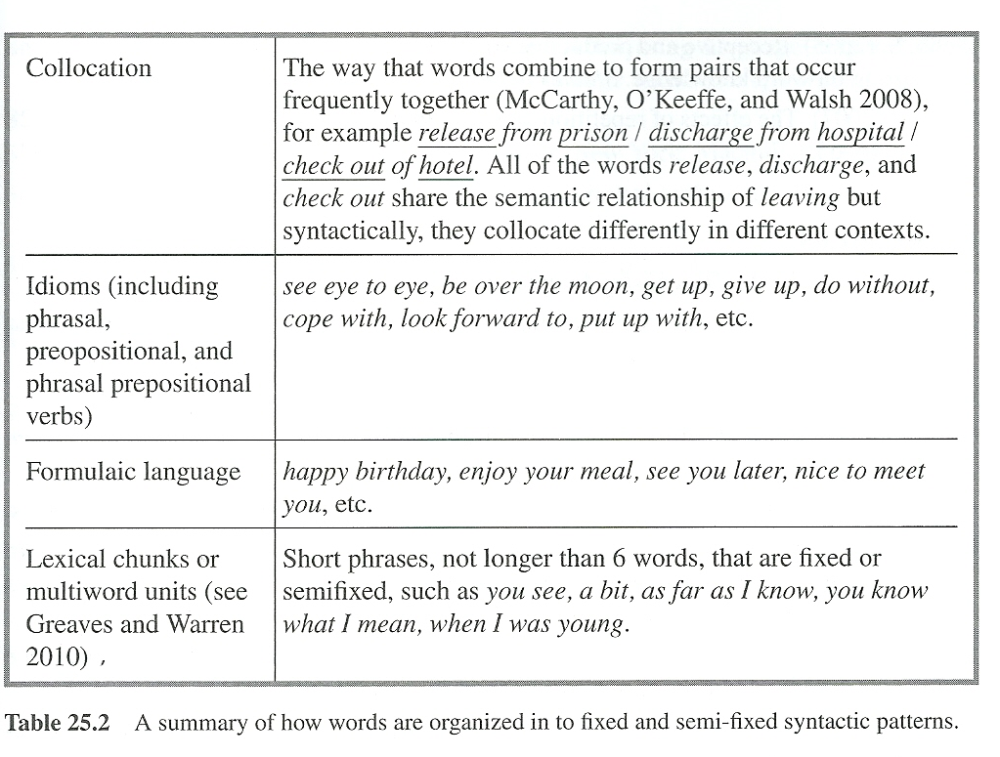 Collocation
The way that words combine to form pairs that occur
frequently together (McCarthy, O'Keeffe, and Walsh 2008),
for example release from prison / discharge from hospital /
check out of hotel. All of the words release, discharge, and
check out share the semantic relationship of leaving but
syntactically, they collocate differently in different contexts.
Idioms (including
phrasal,
preopositional, and
phrasal prepositional
verbs)
see eye to eye, be over the moon, get up, give up, do without,
cope with, look forward to, put up with, etc.
Formulaic language
happy birthday, enjoy your meal, see you later, nice to meet
you, etc.
Lexical chunks or
multiword units (see
Greaves and Warren
2010)
Short phrases, not longer than 6 words, that are fixed or
semifixed, such as you see, a bit, as far as I know, you know
what I mean, when I was young.
Table 25.2 A summary of how words are organized in to fixed and semi-fixed syntactic patterns.